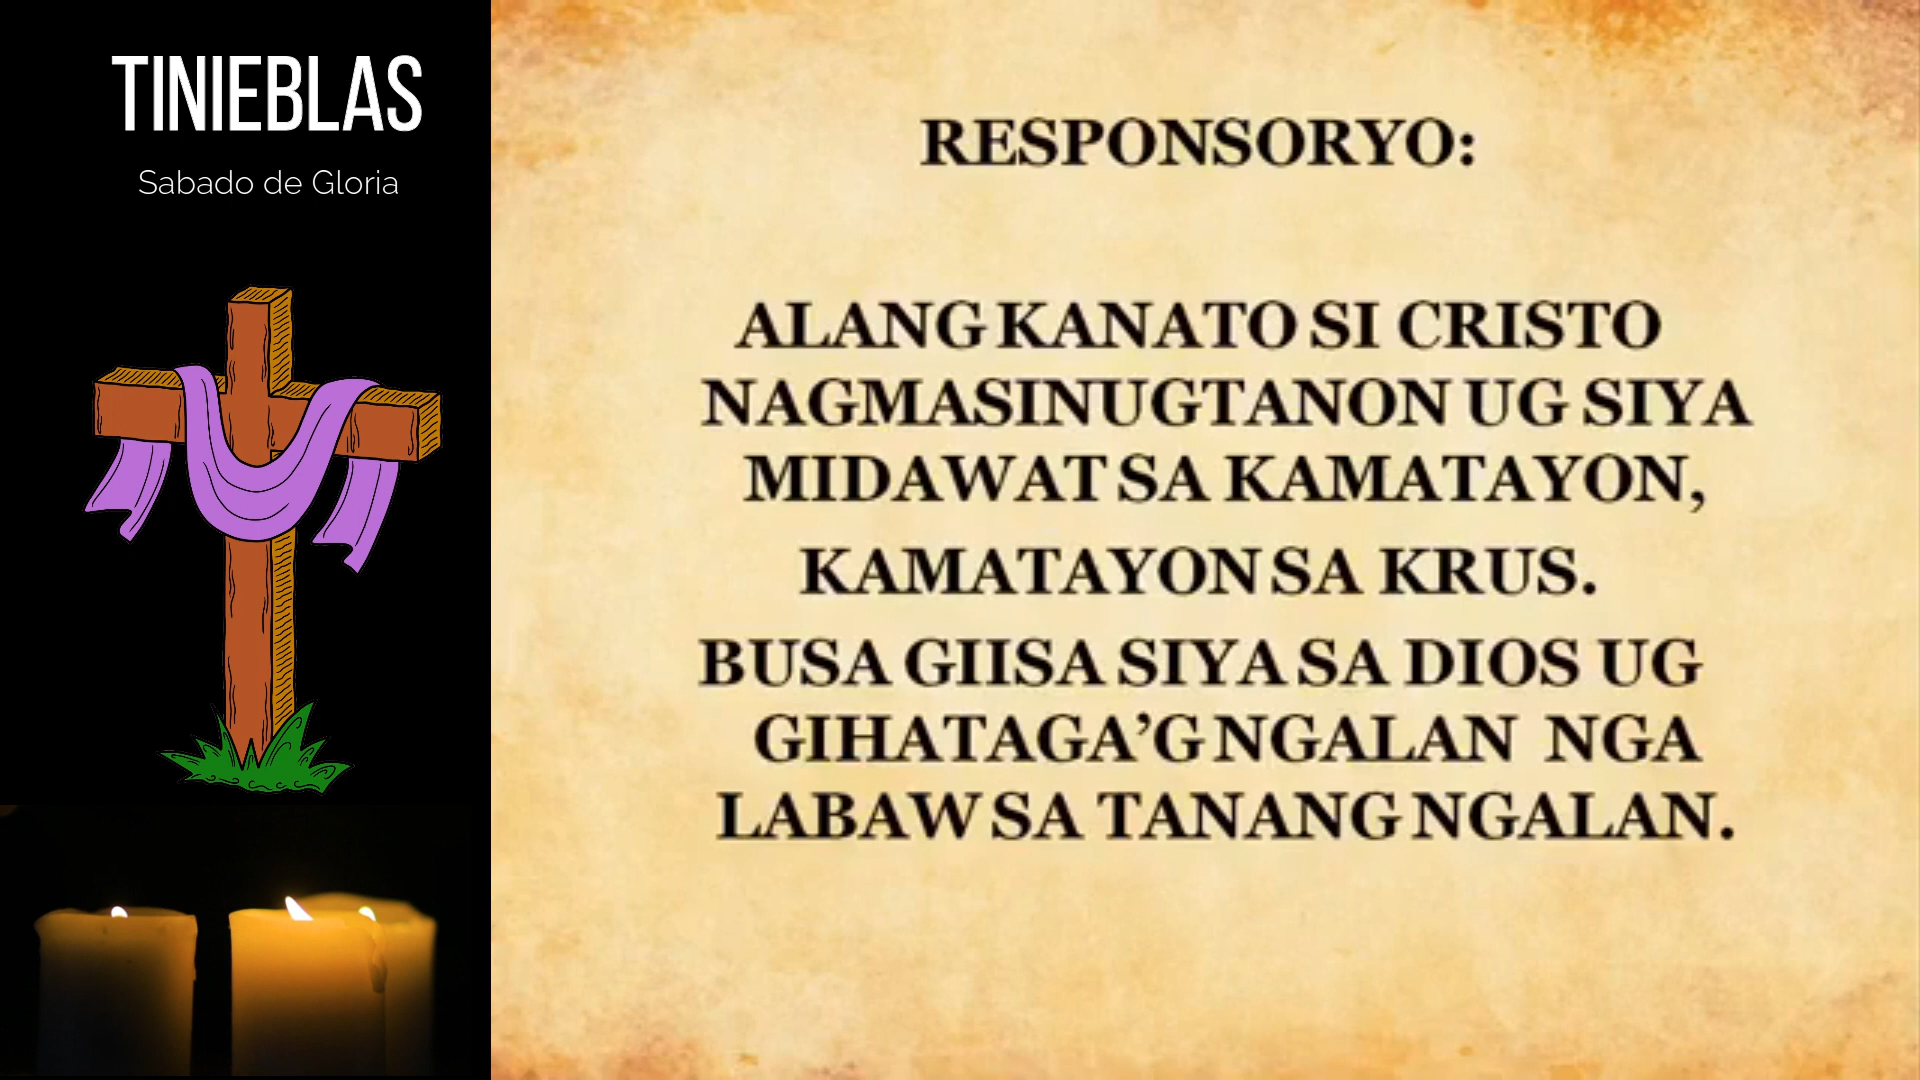 TINIEBLAS
Sabado de Gloria
RESPONSORYO:
ALANG KANATO SI CRISTO
NAGMASINUGTANON UG SIYA
MIDAWAT SA KAMATAYON,
KAMATAYON SA KRUS.
BUSA GIISA SIYA SA DIOS UG
GIHATAGA’G NGALAN NGA
LABAW SA TANANG NGALAN.